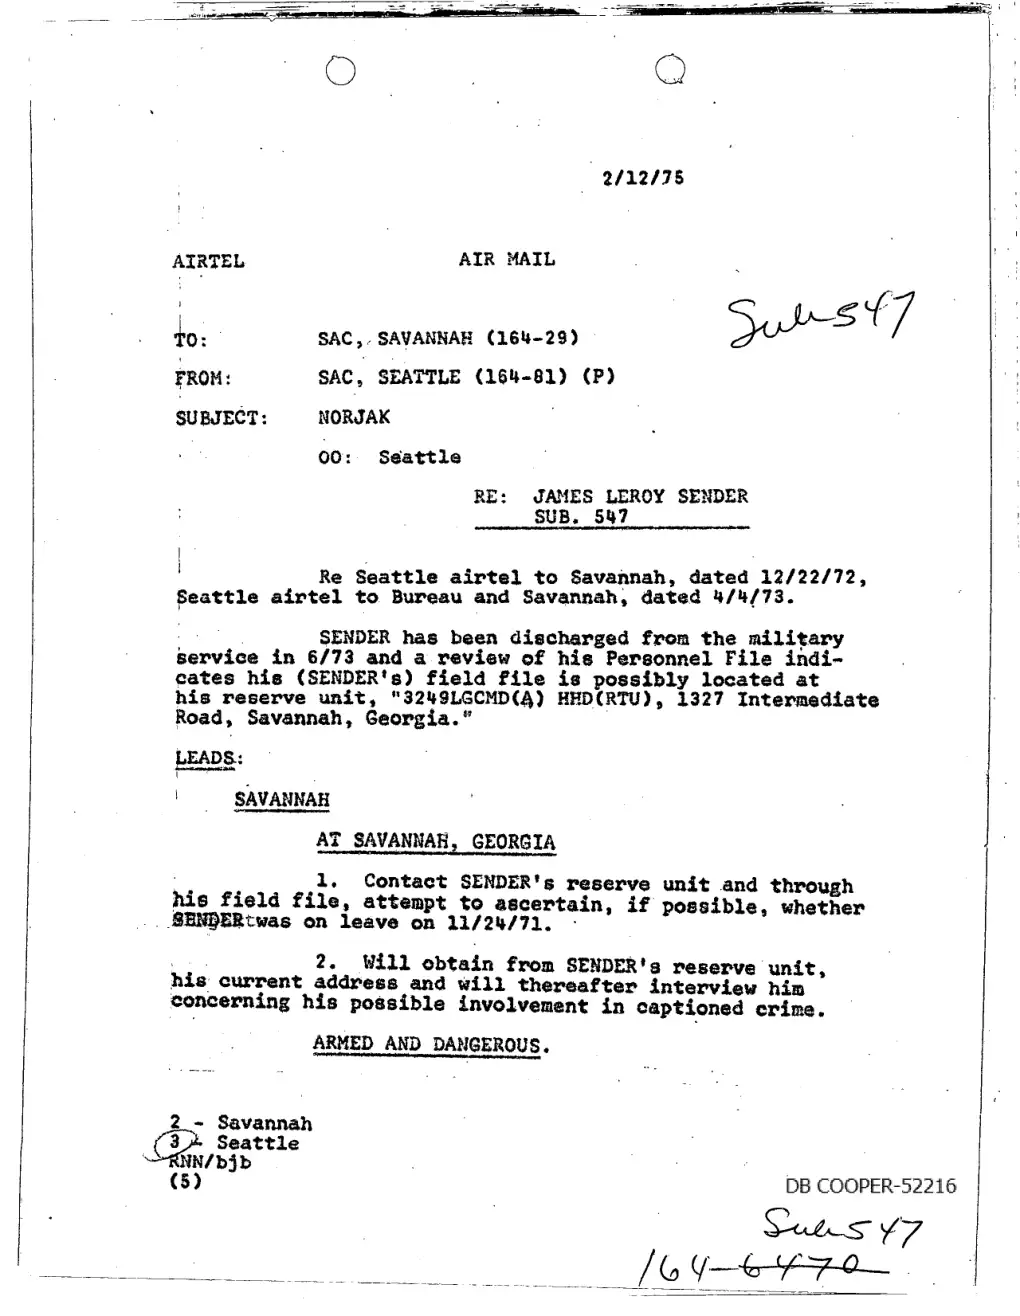 2/12/75
AIRTEL AIR MAIL
Sub 547
TO: SAC, SAVANNAH (164-29)
FROM: SAC, SEATTLE (164-81) (P)
SUBJECT: NORJAK
OO: Seattle
RE: JAMES LEROY SENDER
SUB. 547
Re Seattle airtel to Savannah, dated 12/22/72,
Seattle airtel to Bureau and Savannah, dated 4/4/73.
SENDER has been discharged from the military
service in 6/73 and a review of his Personnel File indi-
cates his (SENDER's) field file is possibly located at
his reserve unit, "3249LGCMD(A) HHD(RTU), 1327 Intermediate
Road, Savannah, Georgia."
LEADS:
SAVANNAH
AT SAVANNAH, GEORGIA
1. Contact SENDER's reserve unit and through
his field file, attempt to ascertain, if possible, whether
SENDER was on leave on 11/24/71.
2. Will obtain from SENDER's reserve unit,
his current address and will thereafter interview him
concerning his possible involvement in captioned crime.
ARMED AND DANGEROUS.
2 - Savannah
3 - Seattle
RNN/bjb
(5)
DB COOPER-52216
Sub 547
164-6470